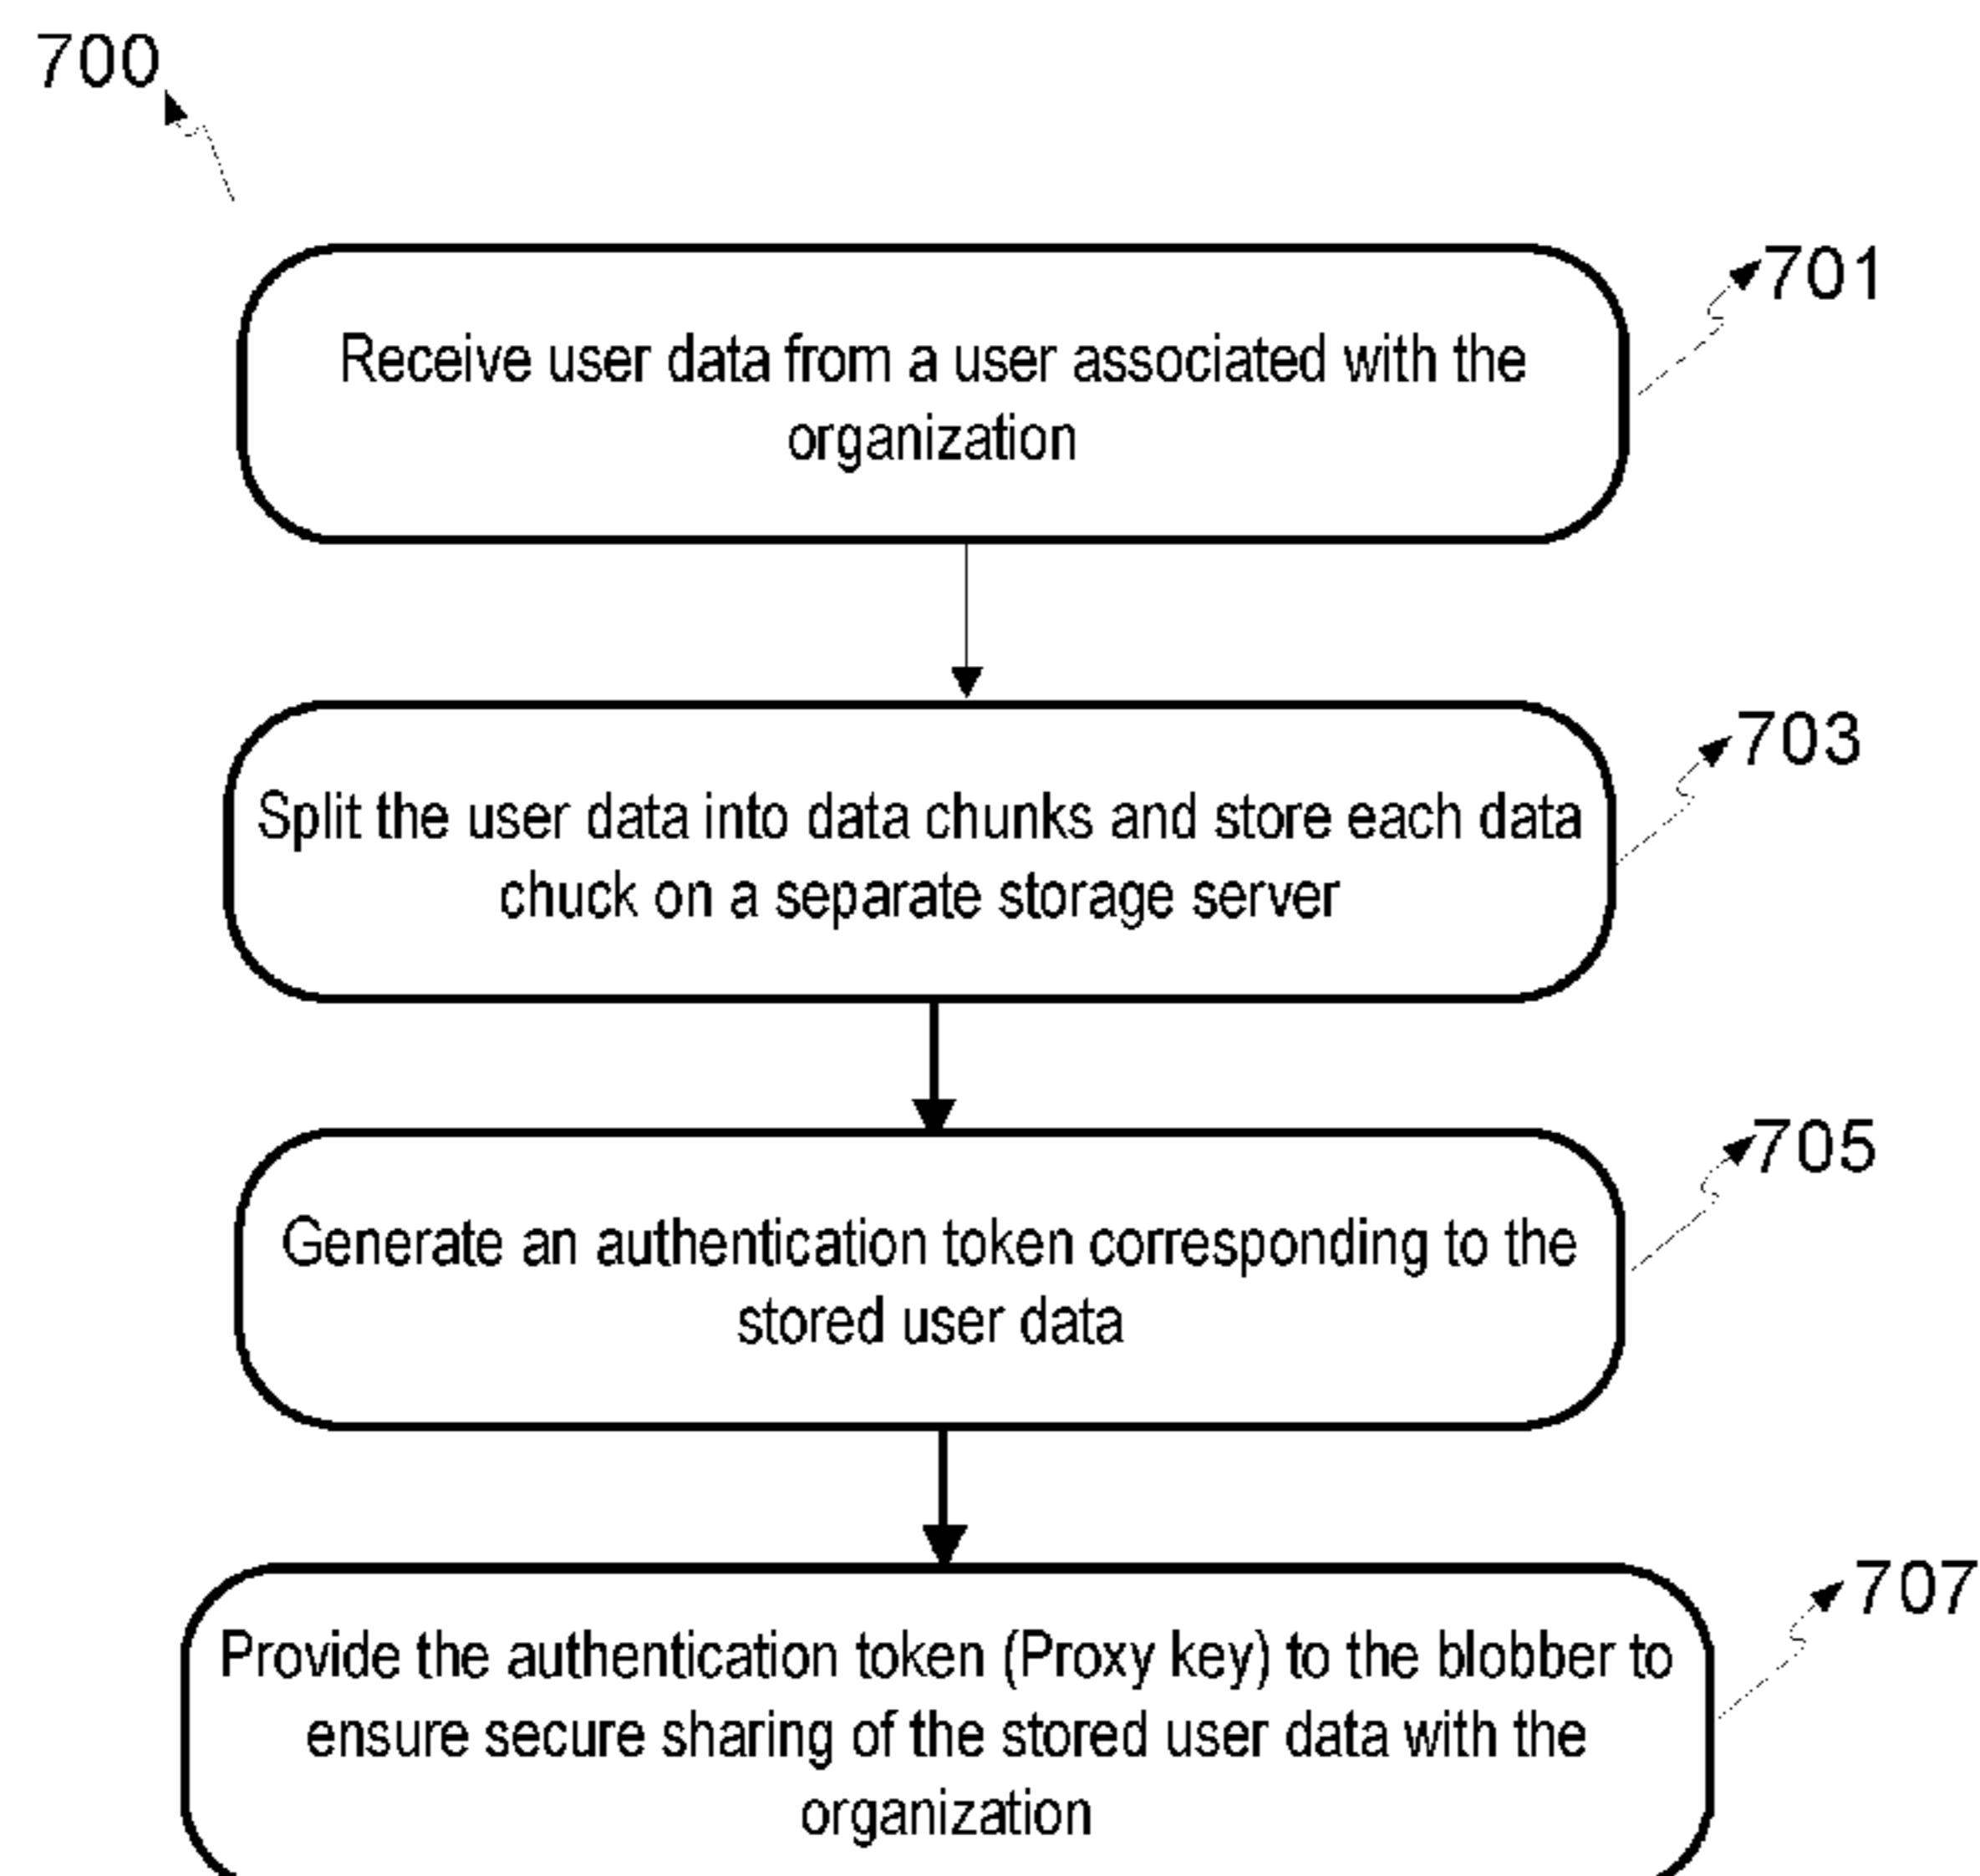 700
701
Receive user data from a user associated with the
organization
703
Split the user data into data chunks and store each data
chuck on a separate storage server
705
Generate an authentication token corresponding to the
stored user data
707
Provide the authentication token (Proxy key) to the blobber to
ensure secure sharing of the stored user data with the
organization